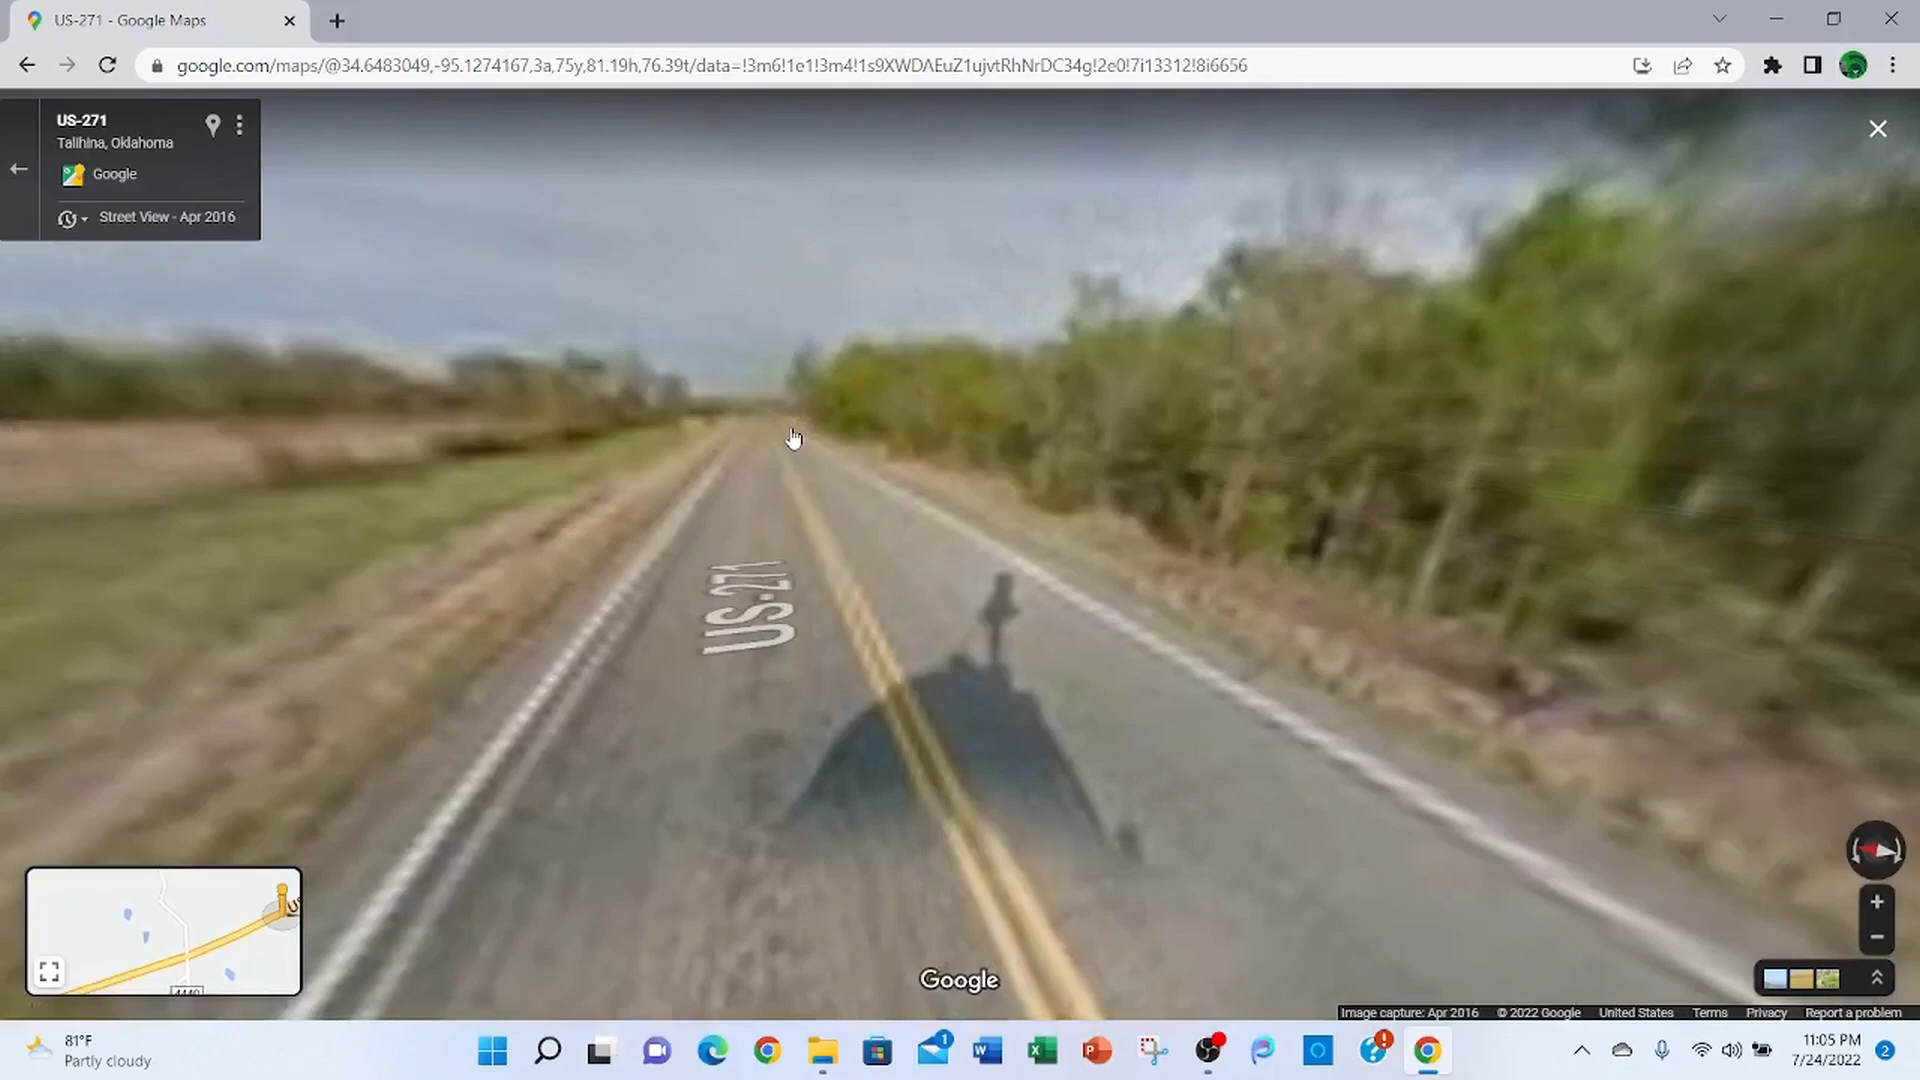 US-271 - Google Maps
google.com/maps/@34.6483049,-95.1274167,3a,75y,81.19h,76.39t/data=!3m6!1e1!3m4!1s9XWDAEuZ1ujvtRhNrDC34g!2e0!7i13312!8i6656
US-271
Talihina, Oklahoma
Google
Street View - Apr 2016
US-271
Google
Image capture: Apr 2016 © 2022 Google United States Terms Privacy Report a problem
81°F
Partly cloudy
1
11:05 PM
7/24/2022
2